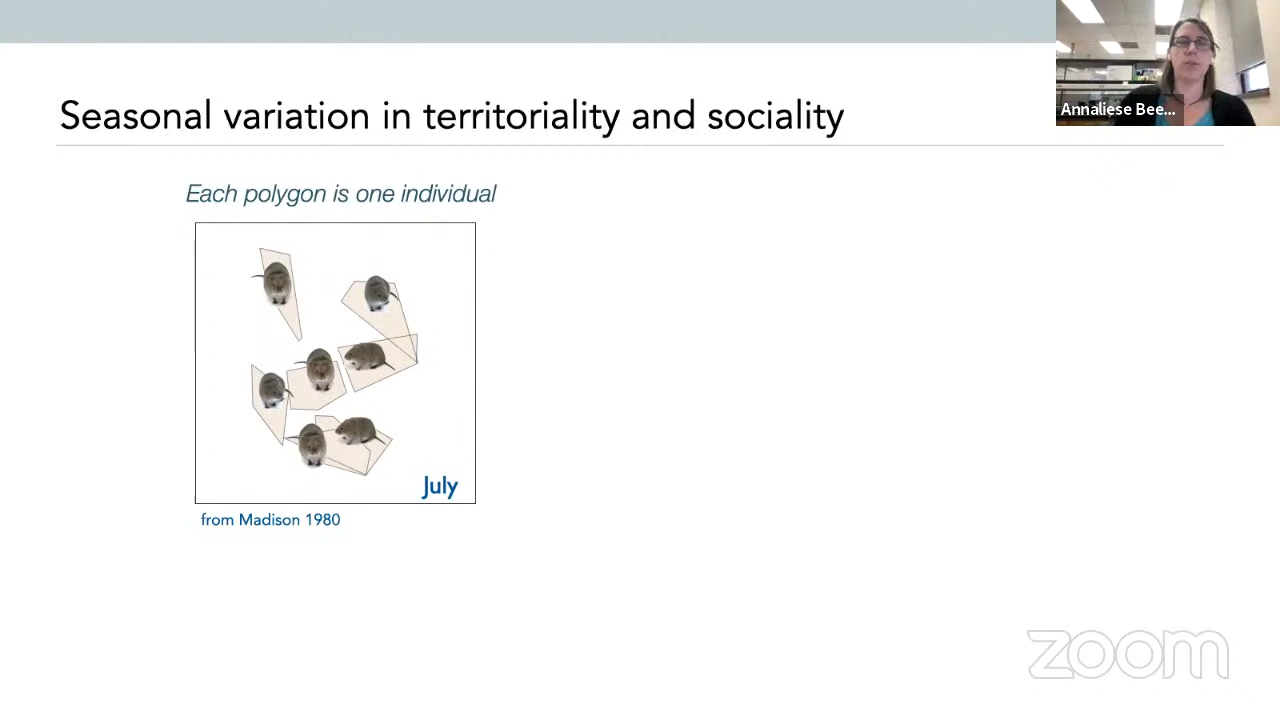 Annaliese Bee...
Seasonal variation in territoriality and sociality
Each polygon is one individual
July
from Madison 1980
zoom